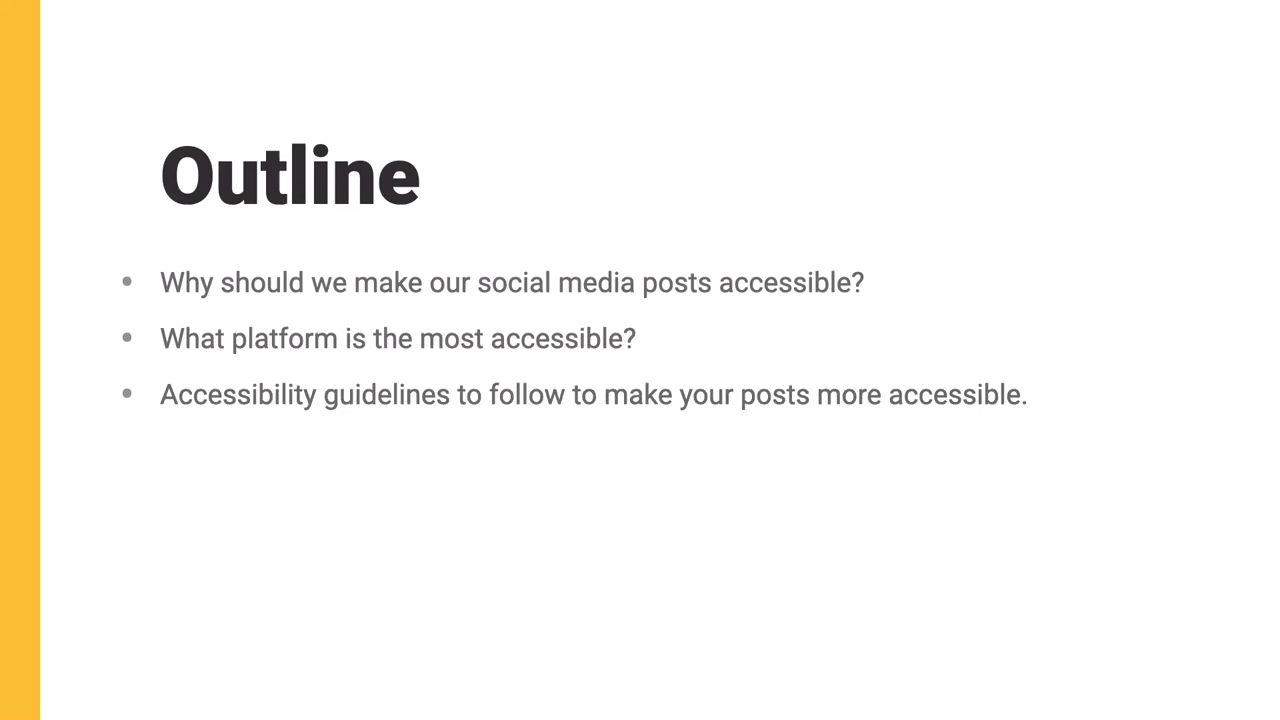 Outline
• Why should we make our social media posts accessible?
• What platform is the most accessible?
• Accessibility guidelines to follow to make your posts more accessible.